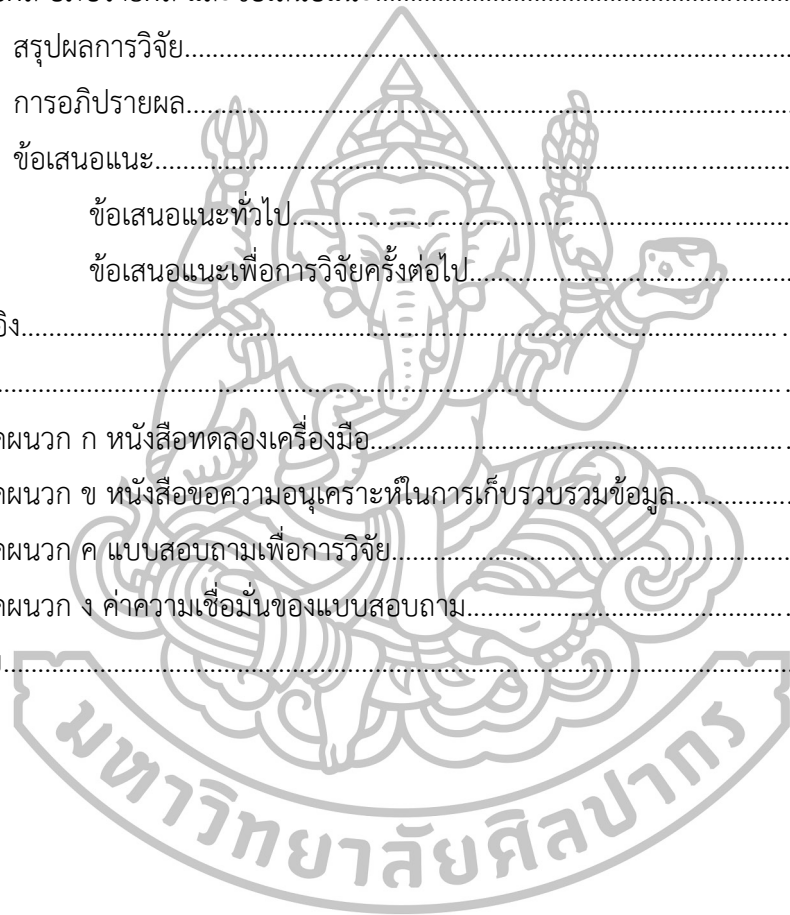 สรุปผลการวิจัย
การอภิปรายผล
ข้อเสนอแนะ
ข้อเสนอแนะทั่วไป
ข้อเสนอแนะเพื่อการวิจัยครั้งต่อไป
ผนวก ก หนังสือทดลองเครื่องมือ
ผนวก ข หนังสือขอความอนุเคราะห์ในการเก็บรวบรวมข้อมูล
ผนวก ค แบบสอบถามเพื่อการวิจัย
ผนวก ง ค่าความเชื่อมั่นของแบบสอบถาม
มหาวิทยาลัยศิลปากร